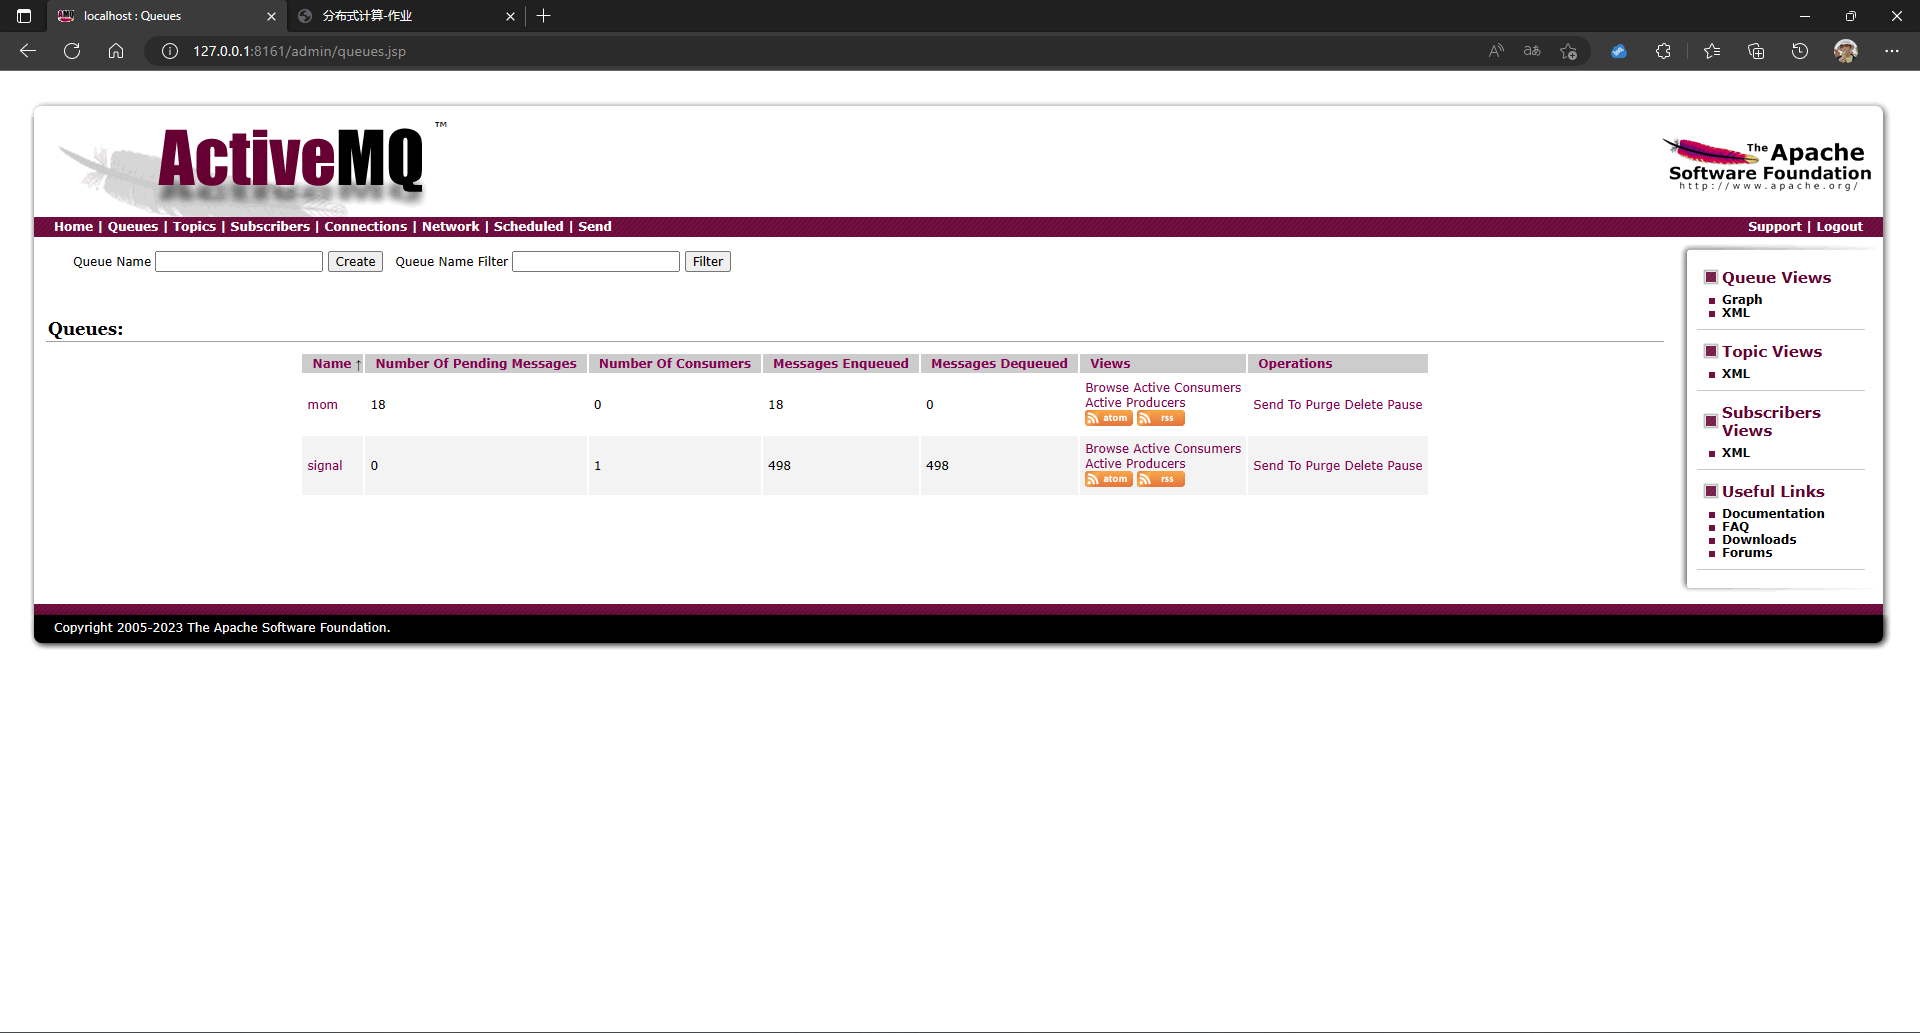 localhost : Queues
分布式计算-作业
127.0.0.1:8161/admin/queues.jsp
ActiveMQ ™
The Apache
Software Foundation
http://www.apache.org/
Home | Queues | Topics | Subscribers | Connections | Network | Scheduled | Send
Support | Logout
Queue Name Create Queue Name Filter Filter
Queues:
Name ↑ Number Of Pending Messages Number Of Consumers Messages Enqueued Messages Dequeued Views Operations
mom 18 0 18 0 Browse Active Consumers
Active Producers
atom rss
Send To Purge Delete Pause
signal 0 1 498 498 Browse Active Consumers
Active Producers
atom rss
Send To Purge Delete Pause
Queue Views
Graph
XML
Topic Views
XML
Subscribers
Views
XML
Useful Links
Documentation
FAQ
Downloads
Forums
Copyright 2005-2023 The Apache Software Foundation.